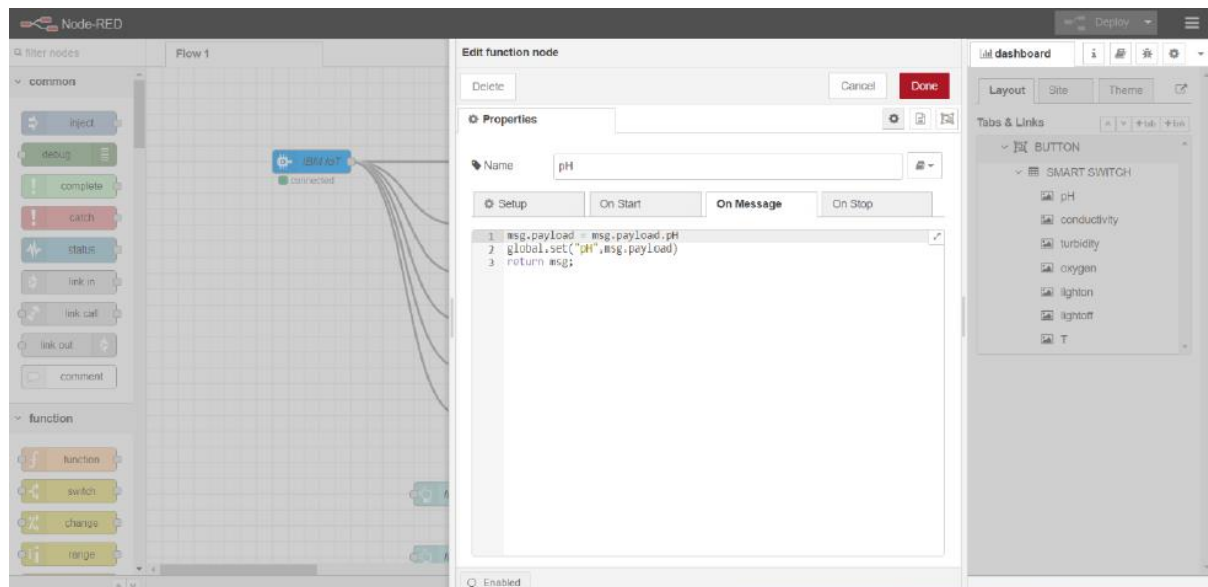 Node-RED
Deploy
filter nodes
common
inject
debug
complete
catch
status
link in
link call
link out
comment
function
function
switch
change
range
Flow 1
IBM IoT
connected
Edit function node
Delete
Cancel
Done
Properties
Name
pH
Setup
On Start
On Message
On Stop
1 msg.payload = msg.payload.pH
2 global.set("pH",msg.payload)
3 return msg;
Enabled
dashboard
i
Layout
Site
Theme
Tabs & Links
+tab
+link
BUTTON
SMART SWITCH
pH
conductivity
turbidity
oxygen
lighton
lightoff
T